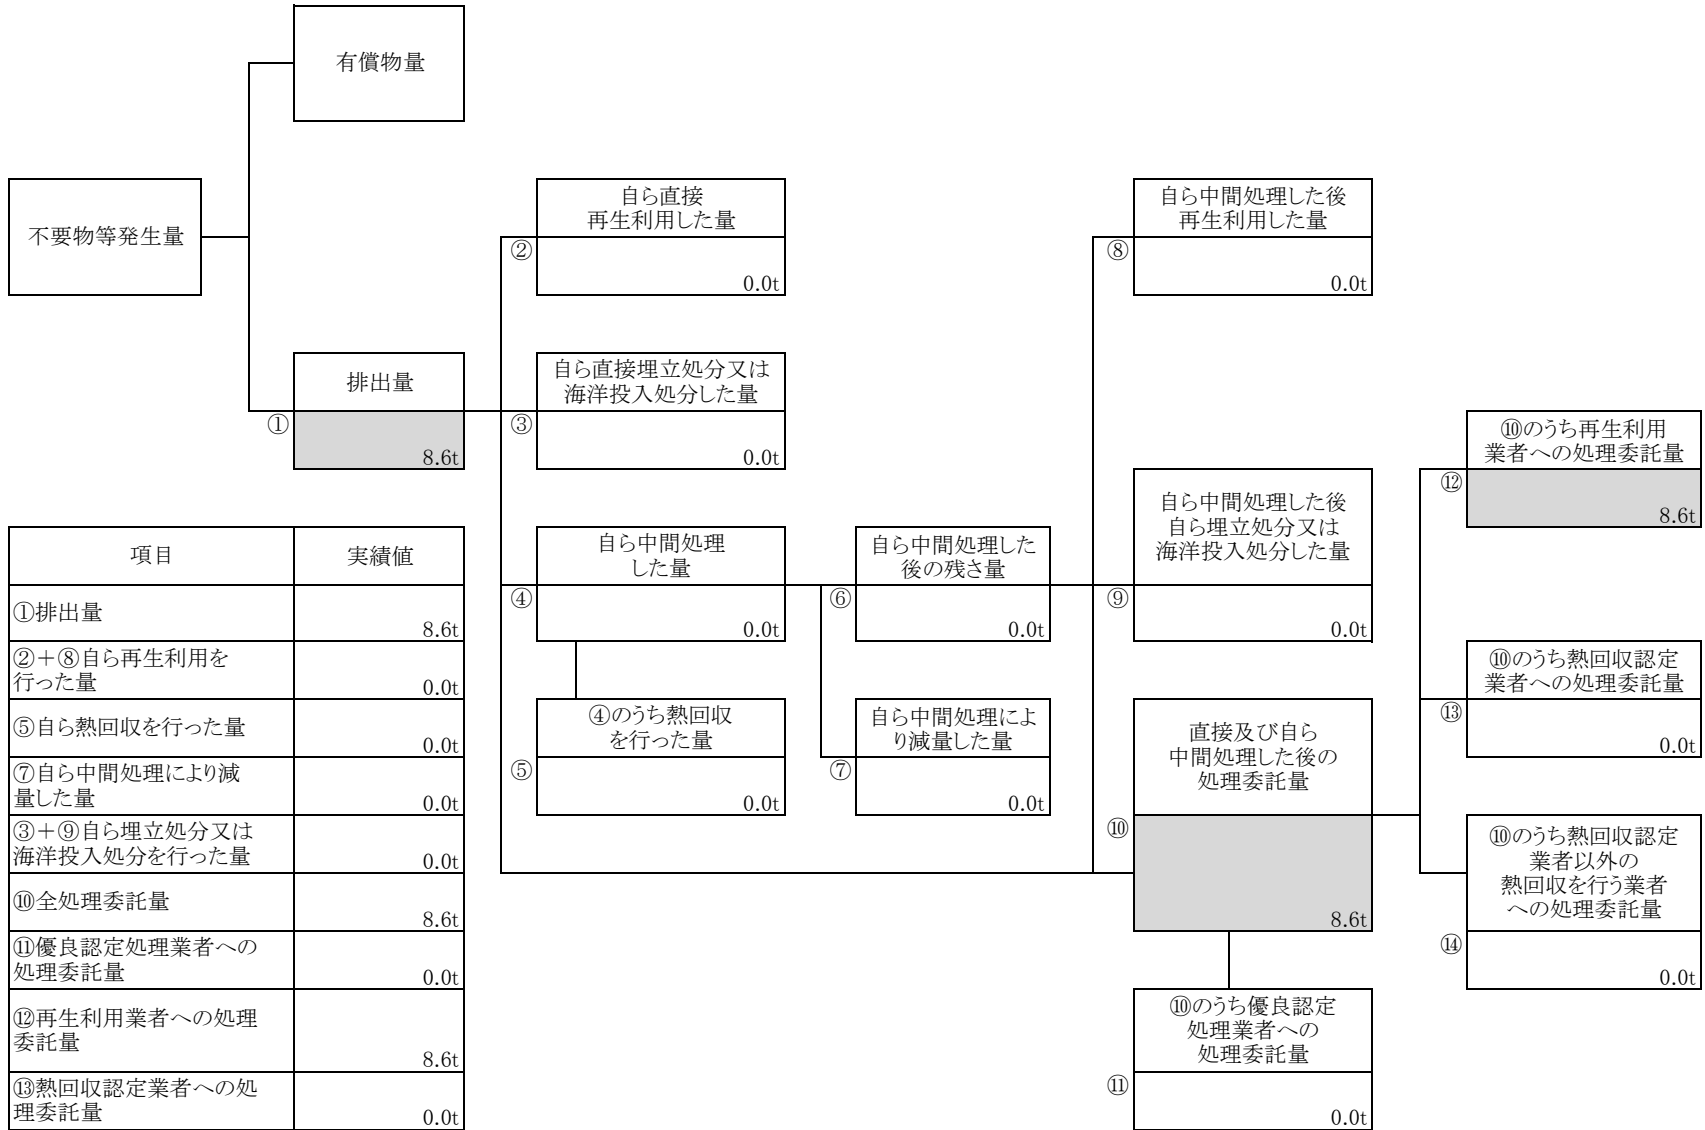 有償物量
不要物等発生量
自ら直接
再生利用した量
②
0.0t
自ら中間処理した後
再生利用した量
⑧
0.0t
排出量
①
8.6t
自ら直接埋立処分又は
海洋投入処分した量
③
0.0t
⑩のうち再生利用
業者への処理委託量
⑫
8.6t
自ら中間処理
した量
④
0.0t
自ら中間処理した
後の残さ量
⑥
0.0t
自ら中間処理した後
自ら埋立処分又は
海洋投入処分した量
⑨
0.0t
⑩のうち熱回収認定
業者への処理委託量
⑬
0.0t
④のうち熱回収
を行った量
⑤
0.0t
自ら中間処理によ
り減量した量
⑦
0.0t
直接及び自ら
中間処理した後の
処理委託量
⑩
8.6t
⑩のうち熱回収認定
業者以外の
熱回収を行う業者
への処理委託量
⑭
0.0t
⑩のうち優良認定
処理業者への
処理委託量
⑪
0.0t
項目 実績値
①排出量 8.6t
②＋⑧自ら再生利用を
行った量 0.0t
⑤自ら熱回収を行った量 0.0t
⑦自ら中間処理により減
量した量 0.0t
③＋⑨自ら埋立処分又は
海洋投入処分を行った量 0.0t
⑩全処理委託量 8.6t
⑪優良認定処理業者への
処理委託量 0.0t
⑫再生利用業者への処理
委託量 8.6t
⑬熱回収認定業者への処
理委託量 0.0t